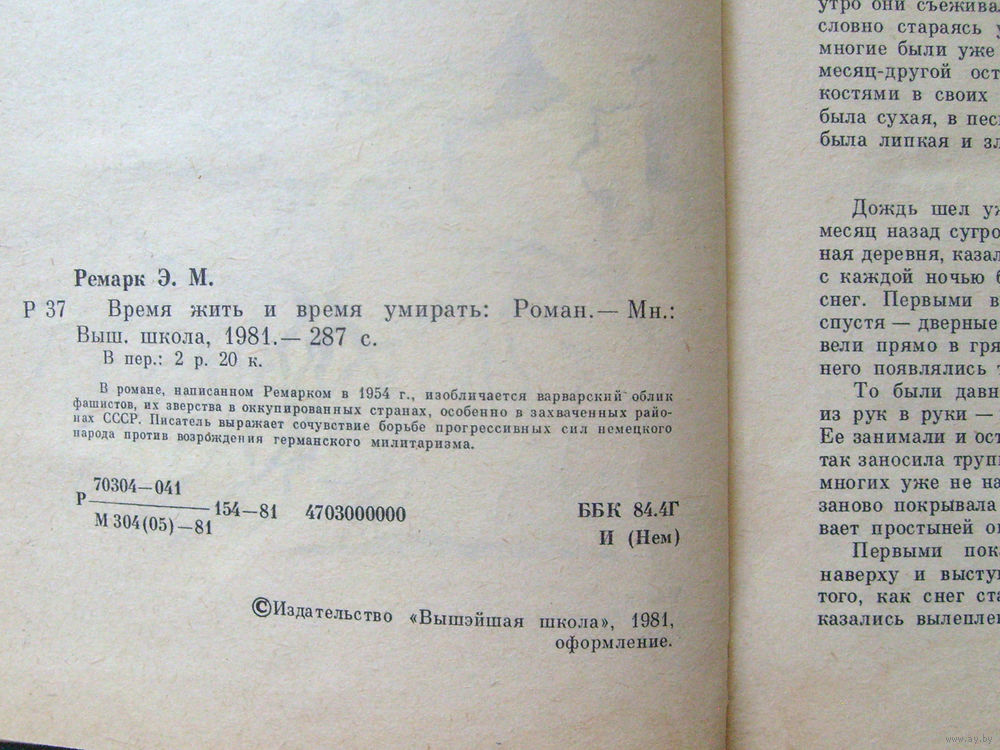 Ремарк Э. М.
Р 37 Время жить и время умирать: Роман.— Мн.:
Выш. школа, 1981.— 287 с.
В пер.: 2 р. 20 к.
В романе, написанном Ремарком в 1954 г., изобличается варварский облик
фашистов, их зверства в оккупированных странах, особенно в захваченных райо-
нах СССР. Писатель выражает сочувствие борьбе прогрессивных сил немецкого
народа против возрождения германского милитаризма.
70304—041
Р 154—81 4703000000
М 304(05)—81
ББК 84.4Г
И (Нем)
©Издательство «Вышэйшая школа», 1981,
оформление.
утро они
словно стараясь
многие были уже
месяц-другой
костями в своих
была сухая, в
была липкая и
Дождь шел
месяц назад
ная деревня,
с каждой ночью
снег. Первыми
спустя — дверные
вели прямо в
него появлялись
То были
из рук в руки —
Ее занимали и
так заносила
многих уже не
заново покрывала
вает простыней
Первыми
наверху и
того, как снег
казались
www.ay.by